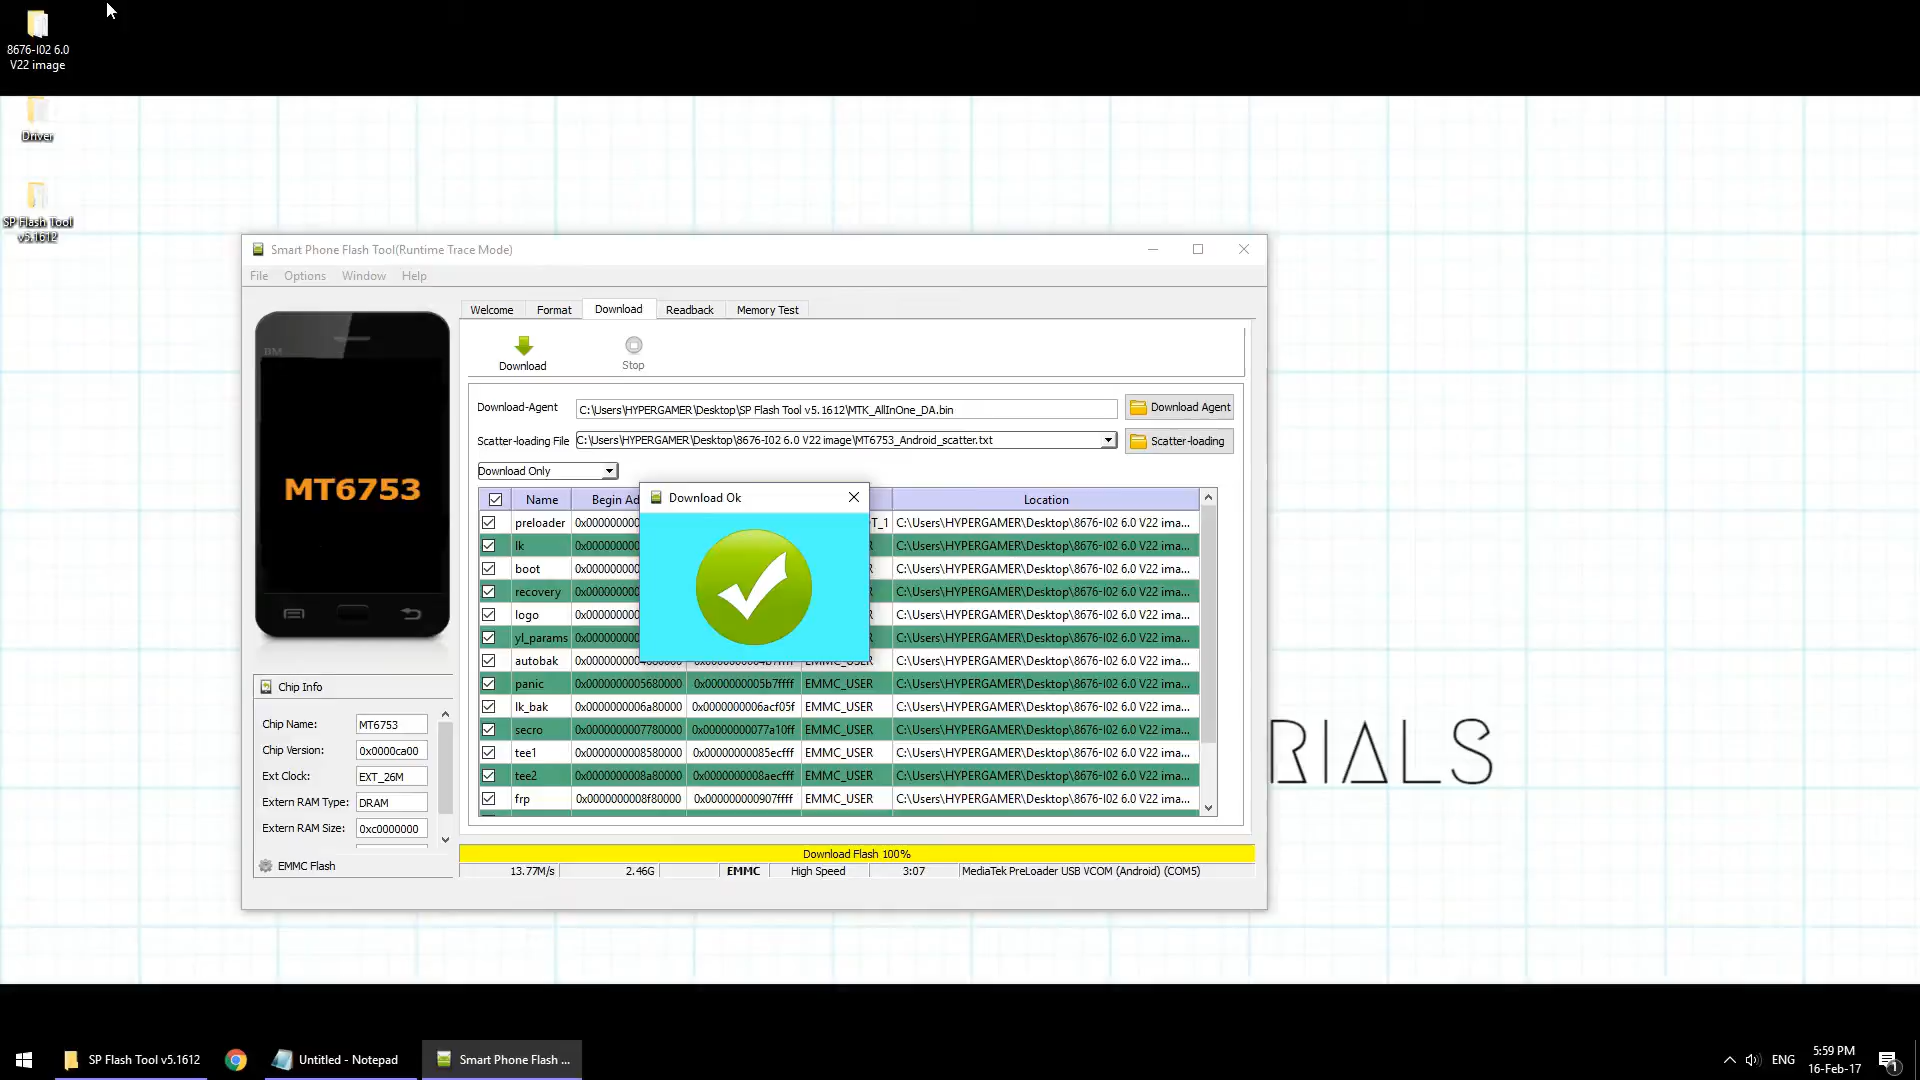 8676-I02 6.0
V22 image
Driver
SP Flash Tool
v5.1612
Smart Phone Flash Tool(Runtime Trace Mode)
File Options Window Help
Welcome Format Download Readback Memory Test
BM
Download Stop
Download-Agent C:\Users\HYPERGAMER\Desktop\SP Flash Tool v5.1612\MTK_AllInOne_DA.bin Download Agent
Scatter-loading File C:\Users\HYPERGAMER\Desktop\8676-I02 6.0 V22 image\MT6753_Android_scatter.txt Scatter-loading
Download Only
MT6753
Download Ok
Name Begin Ad Location
preloader 0x000000000 T_1 C:\Users\HYPERGAMER\Desktop\8676-I02 6.0 V22 ima...
lk 0x000000000 R C:\Users\HYPERGAMER\Desktop\8676-I02 6.0 V22 ima...
boot 0x000000000 R C:\Users\HYPERGAMER\Desktop\8676-I02 6.0 V22 ima...
recovery 0x000000000 R C:\Users\HYPERGAMER\Desktop\8676-I02 6.0 V22 ima...
logo 0x000000000 R C:\Users\HYPERGAMER\Desktop\8676-I02 6.0 V22 ima...
yl_params 0x000000000 R C:\Users\HYPERGAMER\Desktop\8676-I02 6.0 V22 ima...
autobak C:\Users\HYPERGAMER\Desktop\8676-I02 6.0 V22 ima...
panic 0x0000000005680000 0x0000000005b7ffff EMMC_USER C:\Users\HYPERGAMER\Desktop\8676-I02 6.0 V22 ima...
lk_bak 0x0000000006a80000 0x0000000006acf05f EMMC_USER C:\Users\HYPERGAMER\Desktop\8676-I02 6.0 V22 ima...
secro 0x0000000007780000 0x00000000077a10ff EMMC_USER C:\Users\HYPERGAMER\Desktop\8676-I02 6.0 V22 ima...
tee1 0x0000000008580000 0x00000000085ecfff EMMC_USER C:\Users\HYPERGAMER\Desktop\8676-I02 6.0 V22 ima...
tee2 0x0000000008a80000 0x0000000008aecfff EMMC_USER C:\Users\HYPERGAMER\Desktop\8676-I02 6.0 V22 ima...
frp 0x0000000008f80000 0x000000000907ffff EMMC_USER C:\Users\HYPERGAMER\Desktop\8676-I02 6.0 V22 ima...
Chip Info
Chip Name: MT6753
Chip Version: 0x0000ca00
Ext Clock: EXT_26M
Extern RAM Type: DRAM
Extern RAM Size: 0xc0000000
EMMC Flash
Download Flash 100%
13.77M/s 2.46G EMMC High Speed 3:07 MediaTek PreLoader USB VCOM (Android) (COM5)
RIALS
SP Flash Tool v5.1612 Untitled - Notepad Smart Phone Flash ... ENG
5:59 PM
16-Feb-17
1